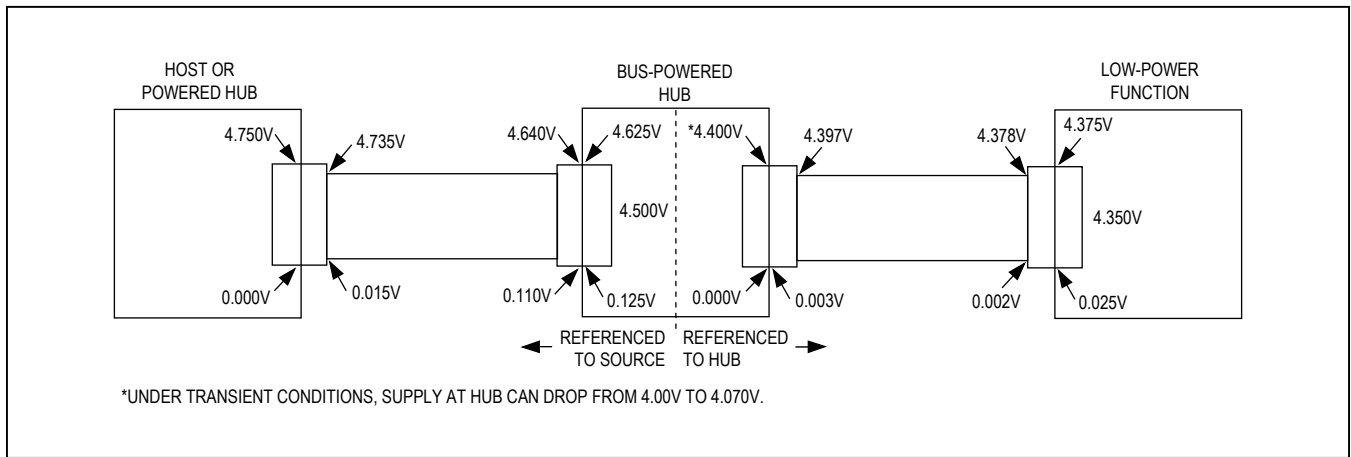 HOST OR
POWERED HUB
BUS-POWERED
HUB
LOW-POWER
FUNCTION
4.750V
4.735V
4.640V
4.625V
*4.400V
4.397V
4.378V
4.375V
4.500V
4.350V
0.000V
0.015V
0.110V
0.125V
0.000V
0.003V
0.002V
0.025V
REFERENCED
TO SOURCE
REFERENCED
TO HUB
*UNDER TRANSIENT CONDITIONS, SUPPLY AT HUB CAN DROP FROM 4.00V TO 4.070V.